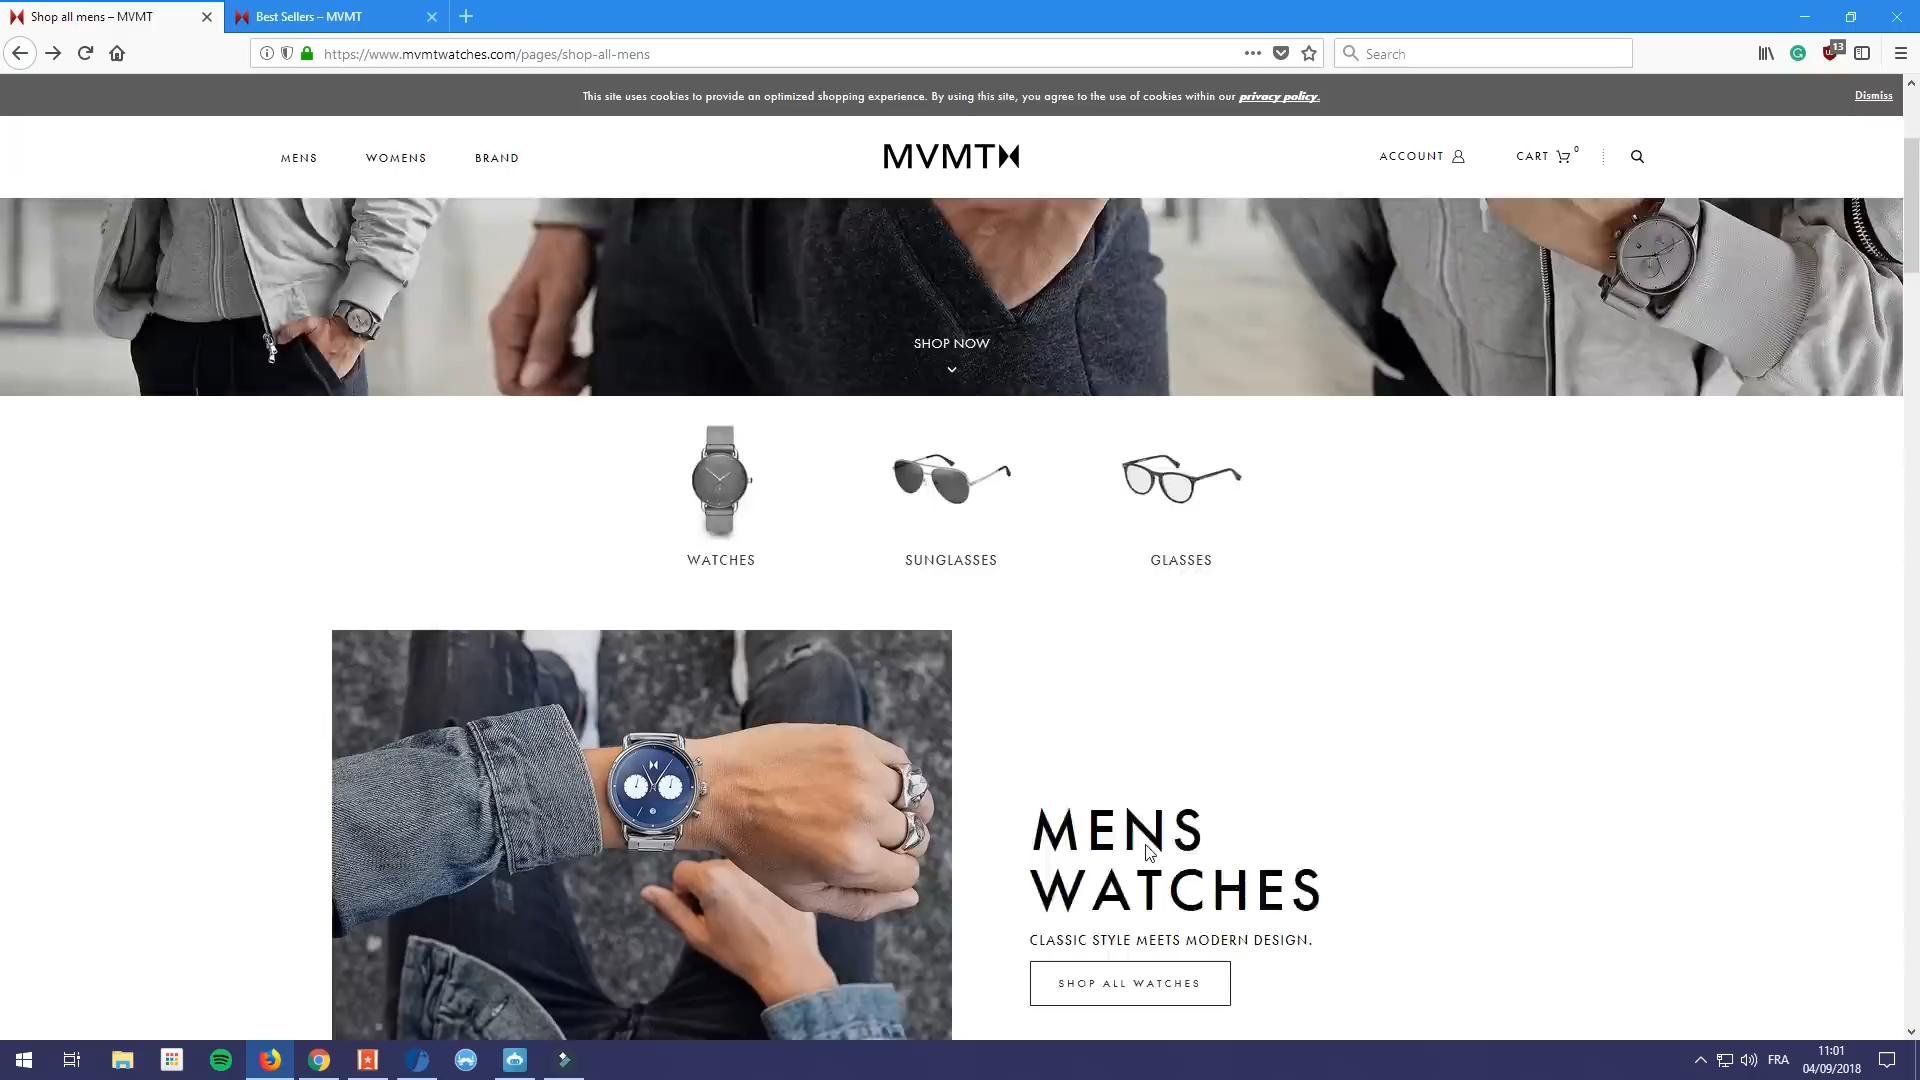 Shop all mens – MVMT
Best Sellers – MVMT
https://www.mvmtwatches.com/pages/shop-all-mens
Search
13
This site uses cookies to provide an optimized shopping experience. By using this site, you agree to the use of cookies within our privacy policy.
Dismiss
MENS
WOMENS
BRAND
MVMT
ACCOUNT
CART
0
SHOP NOW
WATCHES
SUNGLASSES
GLASSES
MENS
WATCHES
CLASSIC STYLE MEETS MODERN DESIGN.
SHOP ALL WATCHES
FRA
11:01
04/09/2018